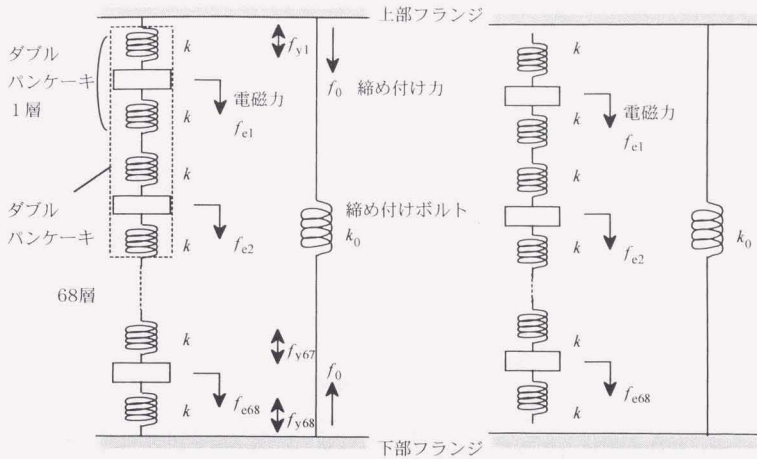 上部フランジ
ダブル
パンケーキ
1層
k
f_y1
f_0 締め付け力
k
電磁力
f_e1
k
k
ダブル
パンケーキ
f_e2
締め付けボルト
k_0
k
68層
k
f_y67
f_0
f_e68
f_y68
k
下部フランジ
k
電磁力
f_e1
k
k
f_e2
k_0
k
k
f_e68
k